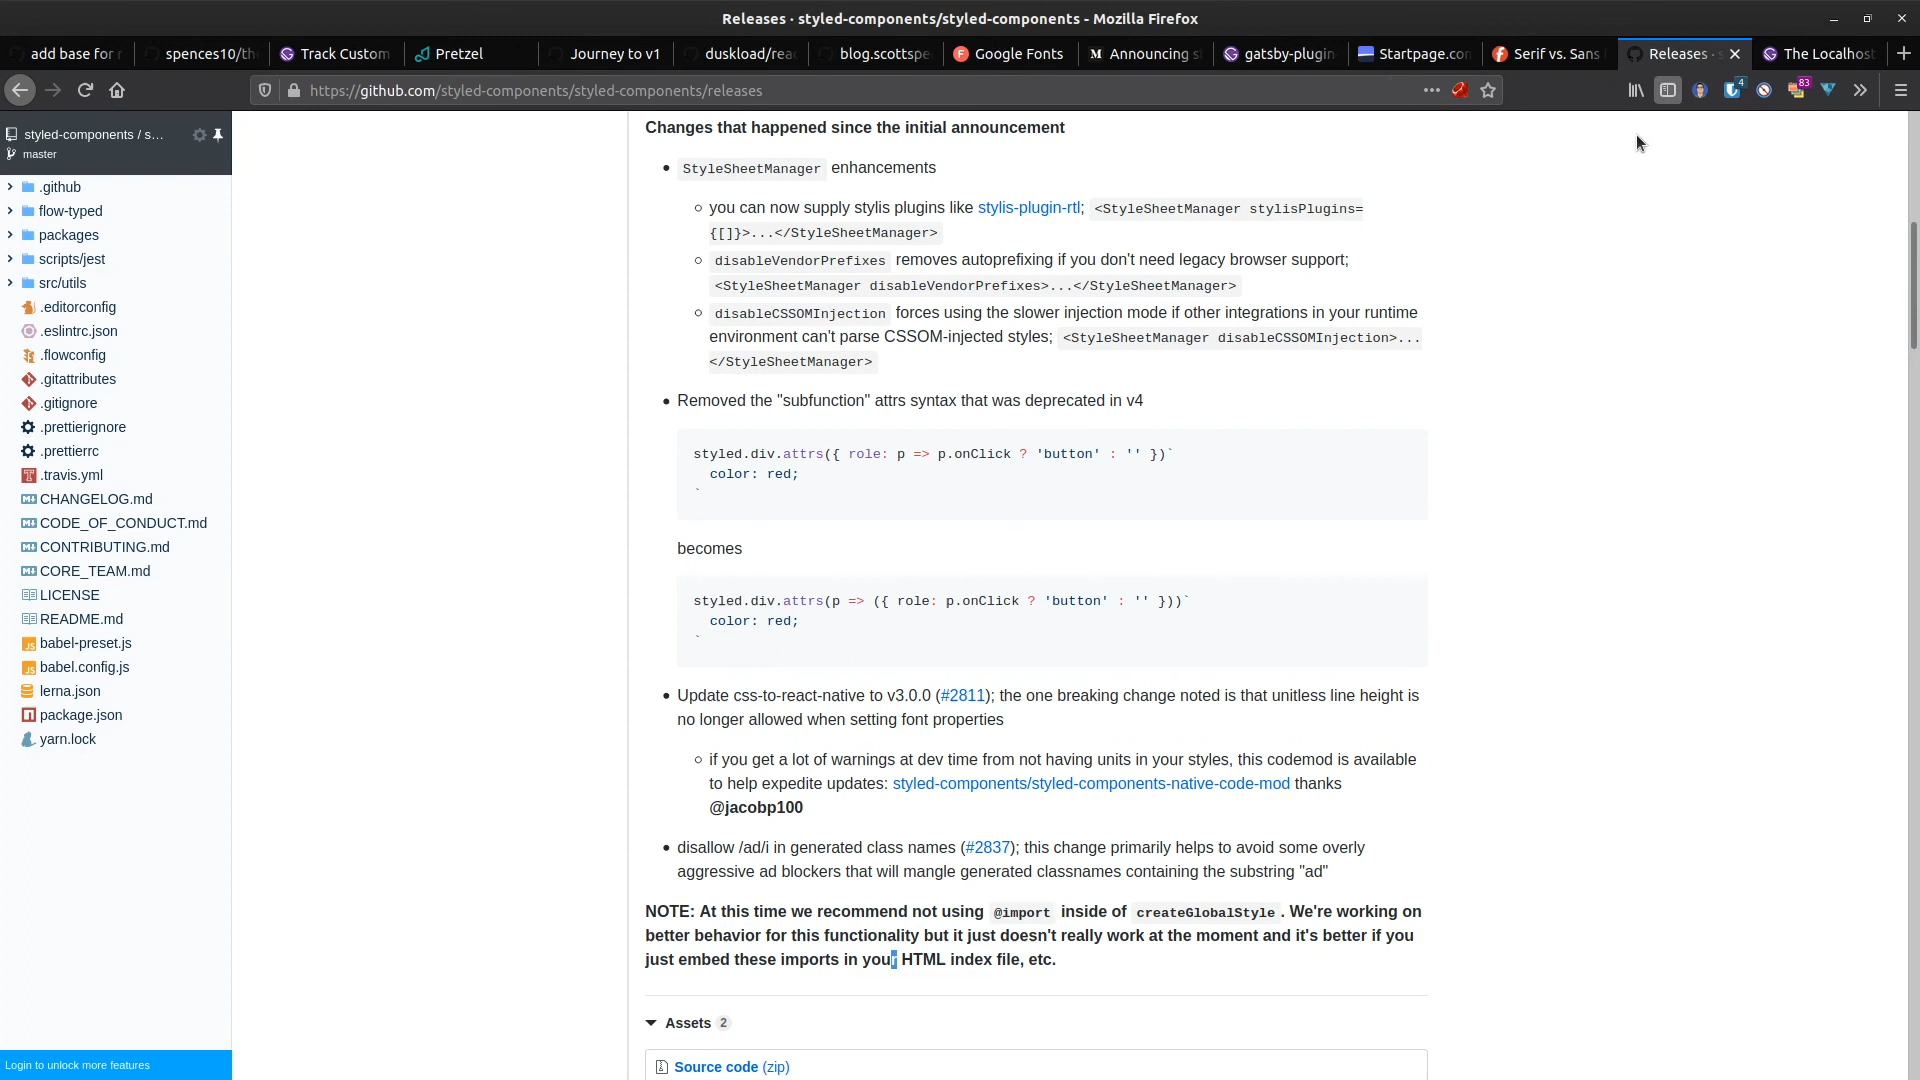 Releases · styled-components/styled-components - Mozilla Firefox
add base for r
spences10/th
Track Custom
Pretzel
Journey to v1
duskload/reac
blog.scottspe
Google Fonts
Announcing s
gatsby-plugin
Startpage.con
Serif vs. Sans
Releases · s
The Localhost
https://github.com/styled-components/styled-components/releases
4
83
styled-components / s...
master
.github
flow-typed
packages
scripts/jest
src/utils
.editorconfig
.eslintrc.json
.flowconfig
.gitattributes
.gitignore
.prettierignore
.prettierrc
.travis.yml
CHANGELOG.md
CODE_OF_CONDUCT.md
CONTRIBUTING.md
CORE_TEAM.md
LICENSE
README.md
babel-preset.js
babel.config.js
lerna.json
package.json
yarn.lock
Login to unlock more features
Changes that happened since the initial announcement
StyleSheetManager enhancements
you can now supply stylis plugins like stylis-plugin-rtl; <StyleSheetManager stylisPlugins=
{[]}>...</StyleSheetManager>
disableVendorPrefixes removes autoprefixing if you don't need legacy browser support;
<StyleSheetManager disableVendorPrefixes>...</StyleSheetManager>
disableCSSOMInjection forces using the slower injection mode if other integrations in your runtime
environment can't parse CSSOM-injected styles; <StyleSheetManager disableCSSOMInjection>...
</StyleSheetManager>
Removed the "subfunction" attrs syntax that was deprecated in v4
styled.div.attrs({ role: p => p.onClick ? 'button' : '' })`
color: red;
`
becomes
styled.div.attrs(p => ({ role: p.onClick ? 'button' : '' }))`
color: red;
`
Update css-to-react-native to v3.0.0 (#2811); the one breaking change noted is that unitless line height is
no longer allowed when setting font properties
if you get a lot of warnings at dev time from not having units in your styles, this codemod is available
to help expedite updates: styled-components/styled-components-native-code-mod thanks
@jacobp100
disallow /ad/i in generated class names (#2837); this change primarily helps to avoid some overly
aggressive ad blockers that will mangle generated classnames containing the substring "ad"
NOTE: At this time we recommend not using @import inside of createGlobalStyle. We're working on
better behavior for this functionality but it just doesn't really work at the moment and it's better if you
just embed these imports in your HTML index file, etc.
Assets 2
Source code (zip)